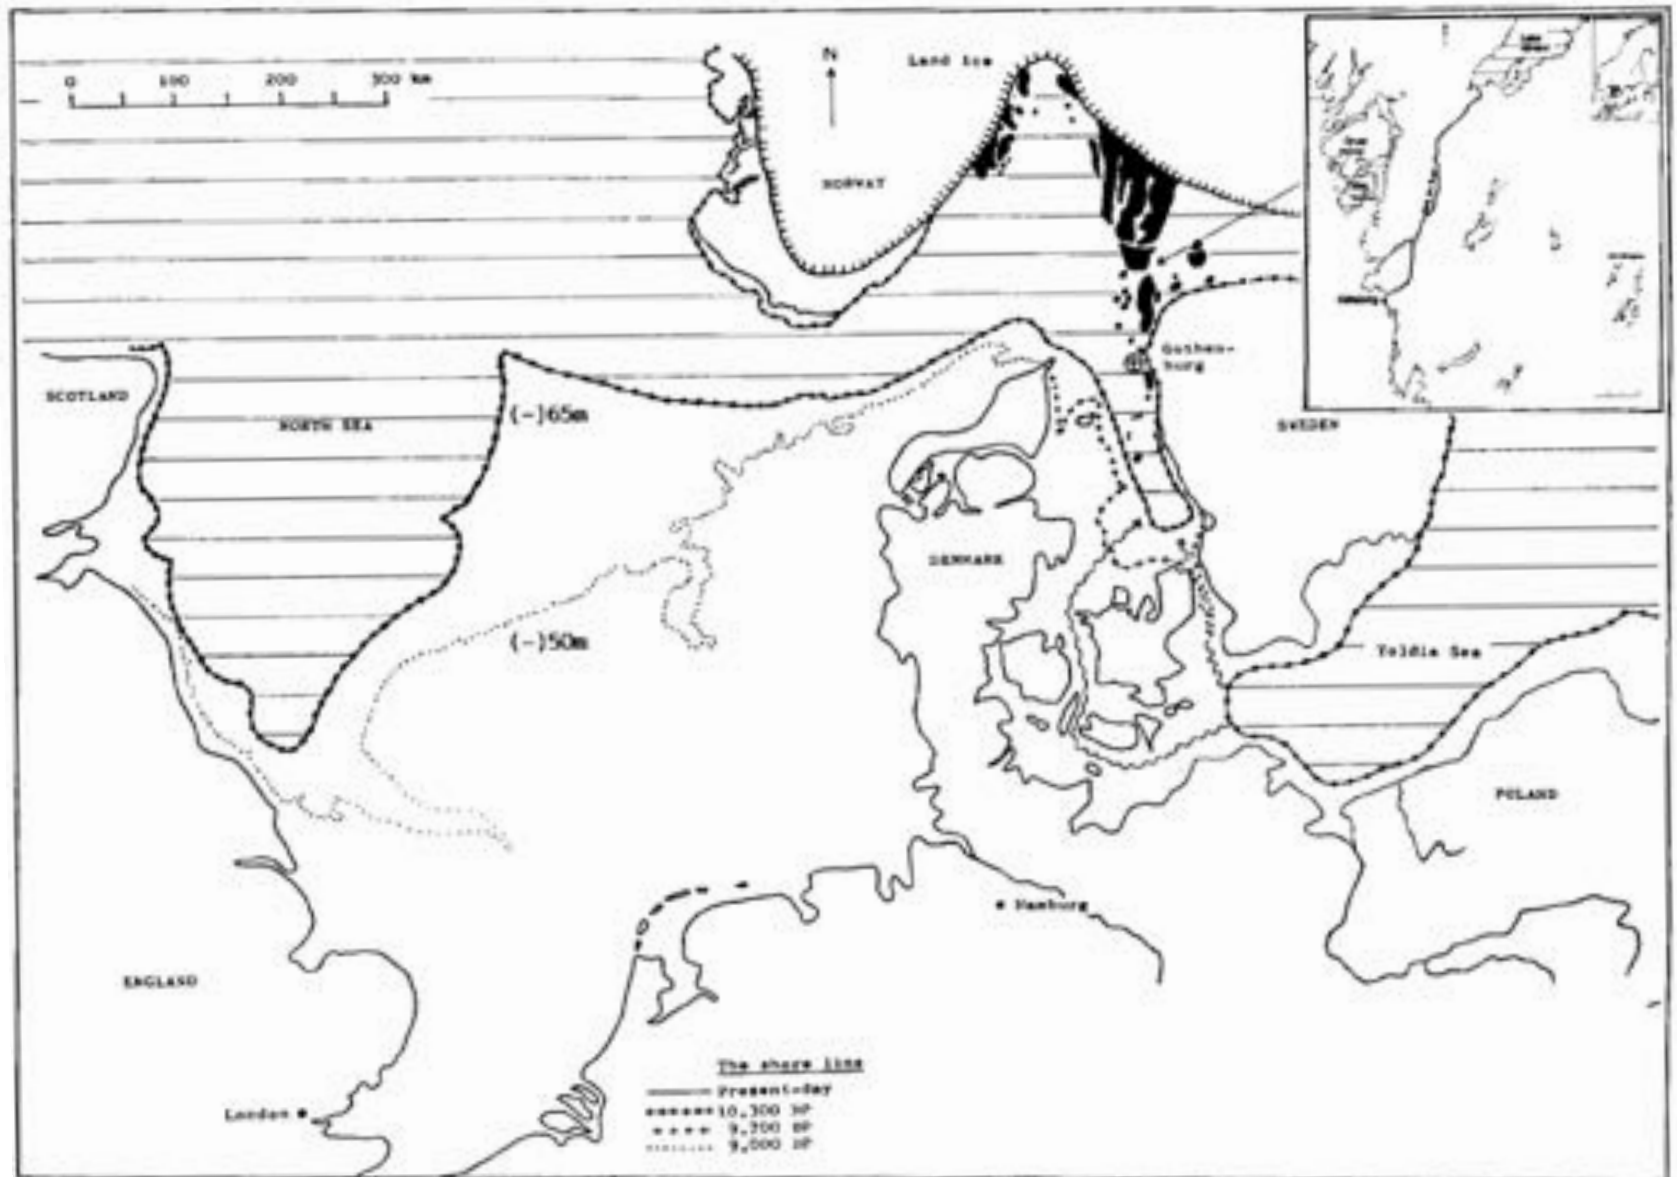 0 100 200 300 km
N
Land ice
NORWAY
SCOTLAND
NORTH SEA
(-)65m
Gothen-
burg
SWEDEN
DENMARK
(-)50m
Yoldia Sea
POLAND
Hamburg
ENGLAND
London
The shore line
Present-day
10,300 BP
9,700 BP
9,000 BP